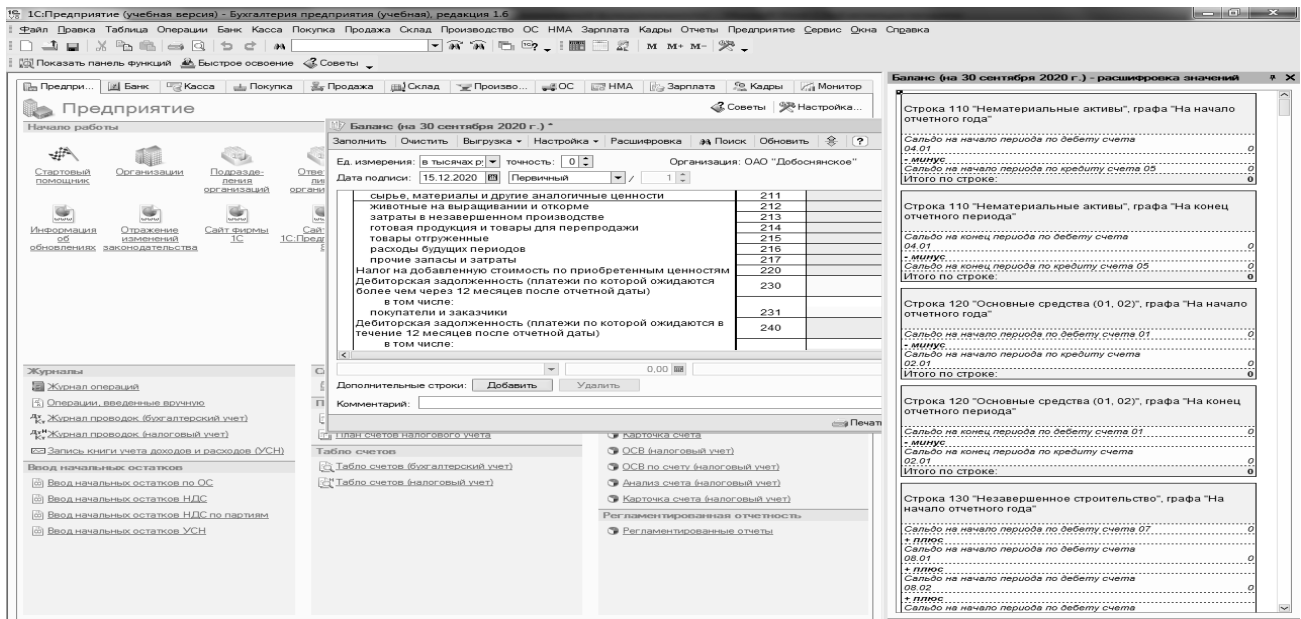 1С:Предприятие (учебная версия) - Бухгалтерия предприятия (учебная), редакция 1.6
Файл Правка Таблица Операции Банк Касса Покупка Продажа Склад Производство ОС НМА Зарплата Кадры Отчеты Предприятие Сервис Окна Справка
М М+ М-
Показать панель функций Быстрое освоение Советы
Предпри... Банк Касса Покупка Продажа Склад Произво... ОС НМА Зарплата Кадры Монитор
Предприятие
Советы Настройка...
Начало работы
Стартовый помощник
Организации
Подразде-
ления
организаций
Информация
об
обновлениях
Отражение
изменений
законодательства
Сайт фирмы
1С
Баланс (на 30 сентября 2020 г.) *
Заполнить Очистить Выгрузка Настройка Расшифровка Поиск Обновить
Ед. измерения: в тысячах р точность: 0 Организация: ОАО "Добоснянское"
Дата подписи: 15.12.2020 Первичный / 1
сырье, материалы и другие аналогичные ценности 211
животные на выращивании и откорме 212
затраты в незавершенном производстве 213
готовая продукция и товары для перепродажи 214
товары отгруженные 215
расходы будущих периодов 216
прочие запасы и затраты 217
Налог на добавленную стоимость по приобретенным ценностям 220
Дебиторская задолженность (платежи по которой ожидаются
более чем через 12 месяцев после отчетной даты) 230
в том числе:
покупатели и заказчики 231
Дебиторская задолженность (платежи по которой ожидаются в
течение 12 месяцев после отчетной даты) 240
в том числе:
0,00
Дополнительные строки: Добавить Удалить
Комментарий:
Печать
Журналы
Журнал операций
Операции, введенные вручную
Журнал проводок (бухгалтерский учет)
Журнал проводок (налоговый учет)
Запись книги учета доходов и расходов (УСН)
Ввод начальных остатков
Ввод начальных остатков по ОС
Ввод начальных остатков НДС
Ввод начальных остатков НДС по партиям
Ввод начальных остатков УСН
План счетов налогового учета
Табло счетов
Табло счетов (бухгалтерский учет)
Табло счетов (налоговый учет)
Карточка счета
ОСВ (налоговый учет)
ОСВ по счету (налоговый учет)
Анализ счета (налоговый учет)
Карточка счета (налоговый учет)
Регламентированная отчетность
Регламентированные отчеты
Баланс (на 30 сентября 2020 г.) - расшифровка значений
Строка 110 "Нематериальные активы", графа "На начало
отчетного года"
Сальдо на начало периода по дебету счета
04.01 0
- минус
Сальдо на начало периода по кредиту счета 05 0
Итого по строке: 0
Строка 110 "Нематериальные активы", графа "На конец
отчетного периода"
Сальдо на конец периода по дебету счета
04.01 0
- минус
Сальдо на конец периода по кредиту счета 05 0
Итого по строке: 0
Строка 120 "Основные средства (01, 02)", графа "На начало
отчетного года"
Сальдо на начало периода по дебету счета 01 0
- минус
Сальдо на начало периода по кредиту счета
02.01 0
Итого по строке: 0
Строка 120 "Основные средства (01, 02)", графа "На конец
отчетного периода"
Сальдо на конец периода по дебету счета 01 0
- минус
Сальдо на конец периода по кредиту счета
02.01 0
Итого по строке: 0
Строка 130 "Незавершенное строительство", графа "На
начало отчетного года"
Сальдо на начало периода по дебету счета 07 0
+ плюс
Сальдо на начало периода по дебету счета
08.01 0
+ плюс
Сальдо на начало периода по дебету счета
08.02 0
+ плюс
Сальдо на начало периода по дебету счета